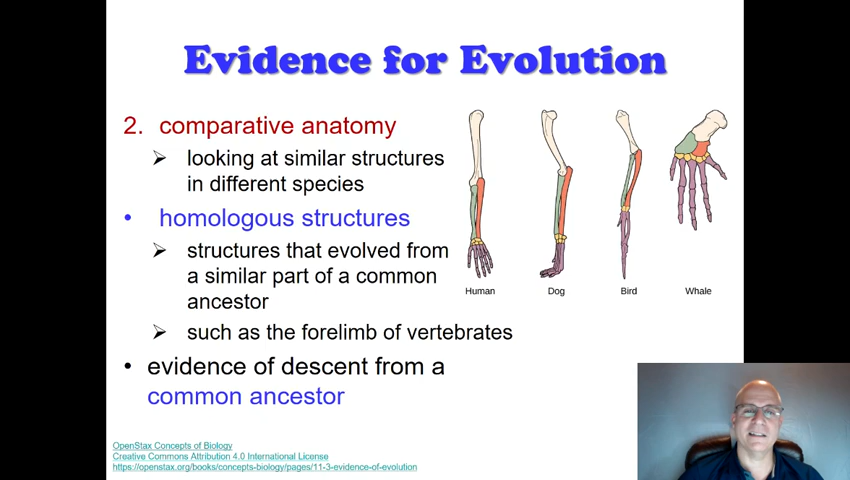 Evidence for Evolution
2. comparative anatomy
➢ looking at similar structures
in different species
• homologous structures
➢ structures that evolved from
a similar part of a common
ancestor
➢ such as the forelimb of vertebrates
• evidence of descent from a
common ancestor
Human Dog Bird Whale
OpenStax Concepts of Biology
Creative Commons Attribution 4.0 International License
https://openstax.org/books/concepts-biology/pages/11-3-evidence-of-evolution